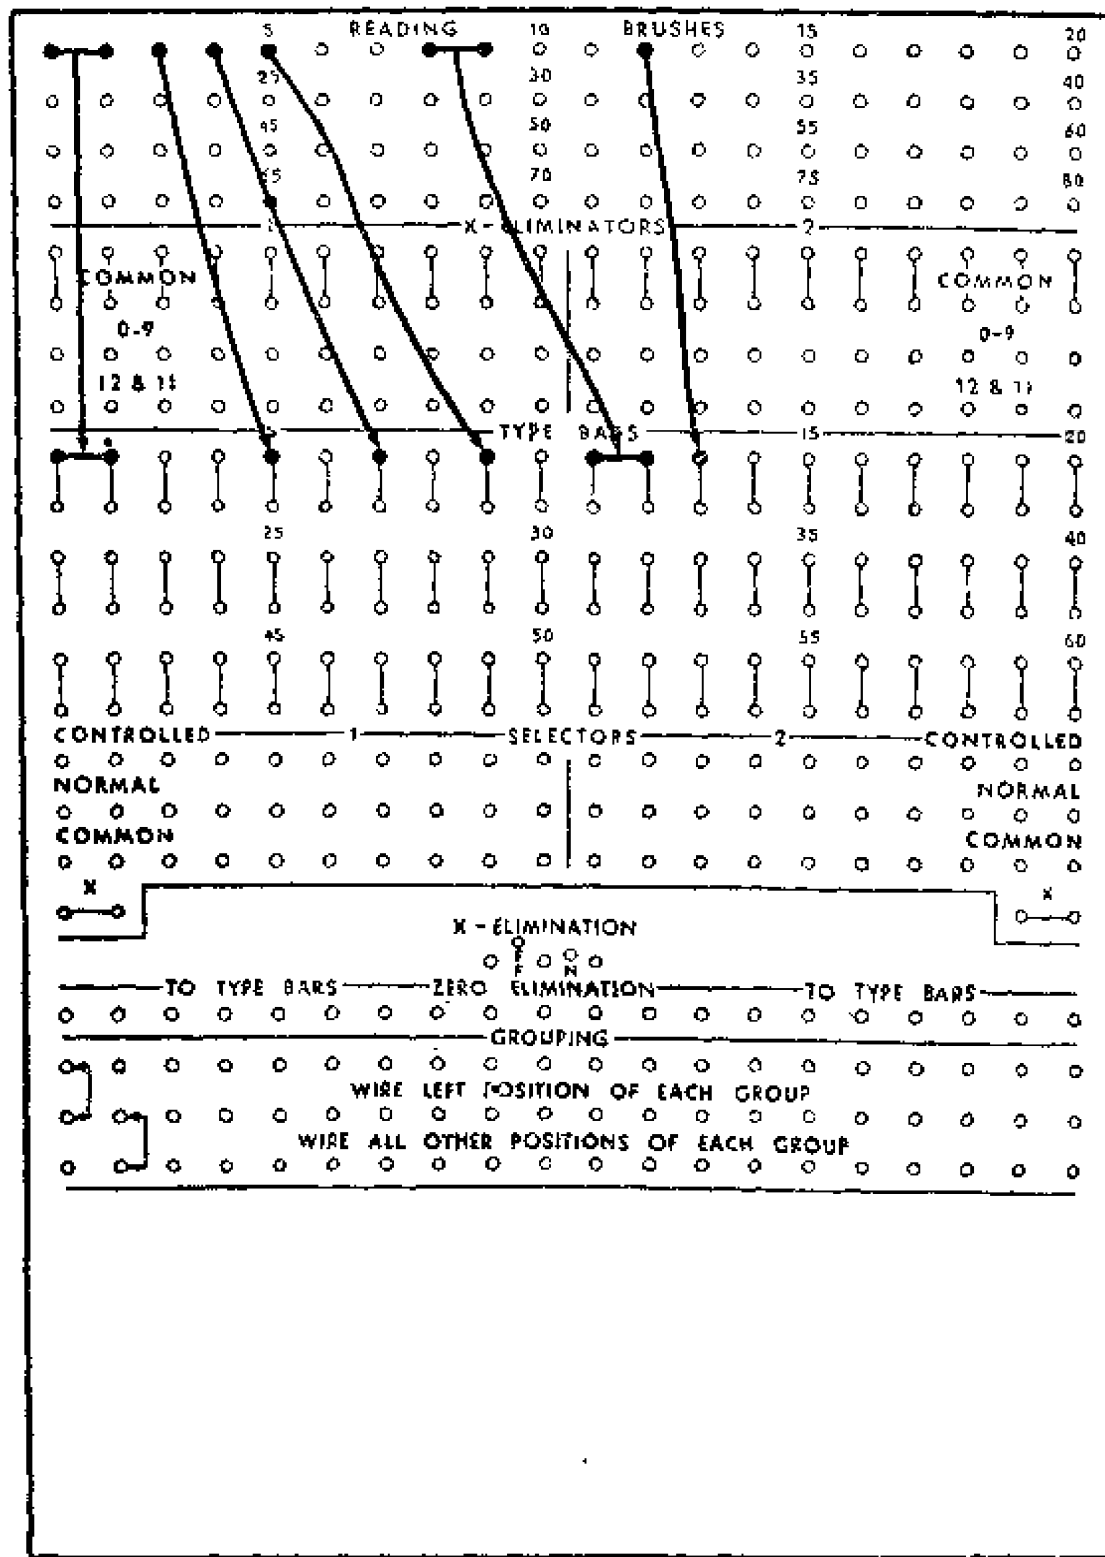 5 READING 10 BRUSHES 15 20
25 30 35 40
45 50 55 60
65 70 75 80
1 X-ELIMINATORS 2
COMMON COMMON
0-9 0-9
12 & 11 12 & 11
5 TYPE BARS 15 20
25 30 35 40
45 50 55 60
CONTROLLED 1 SELECTORS 2 CONTROLLED
NORMAL NORMAL
COMMON COMMON
X X
X - ELIMINATION
OFF ON
TO TYPE BARS ZERO ELIMINATION TO TYPE BARS
GROUPING
WIRE LEFT POSITION OF EACH GROUP
WIRE ALL OTHER POSITIONS OF EACH GROUP